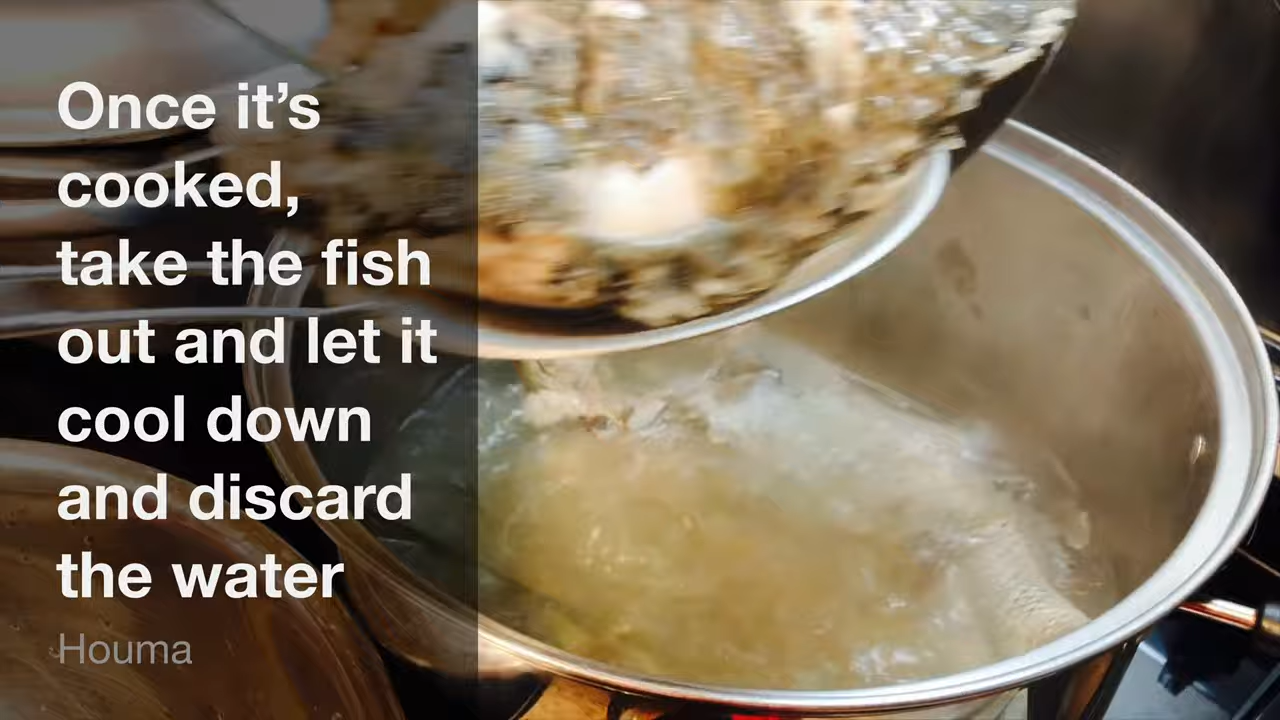 Once it’s
cooked,
take the fish
out and let it
cool down
and discard
the water
Houma